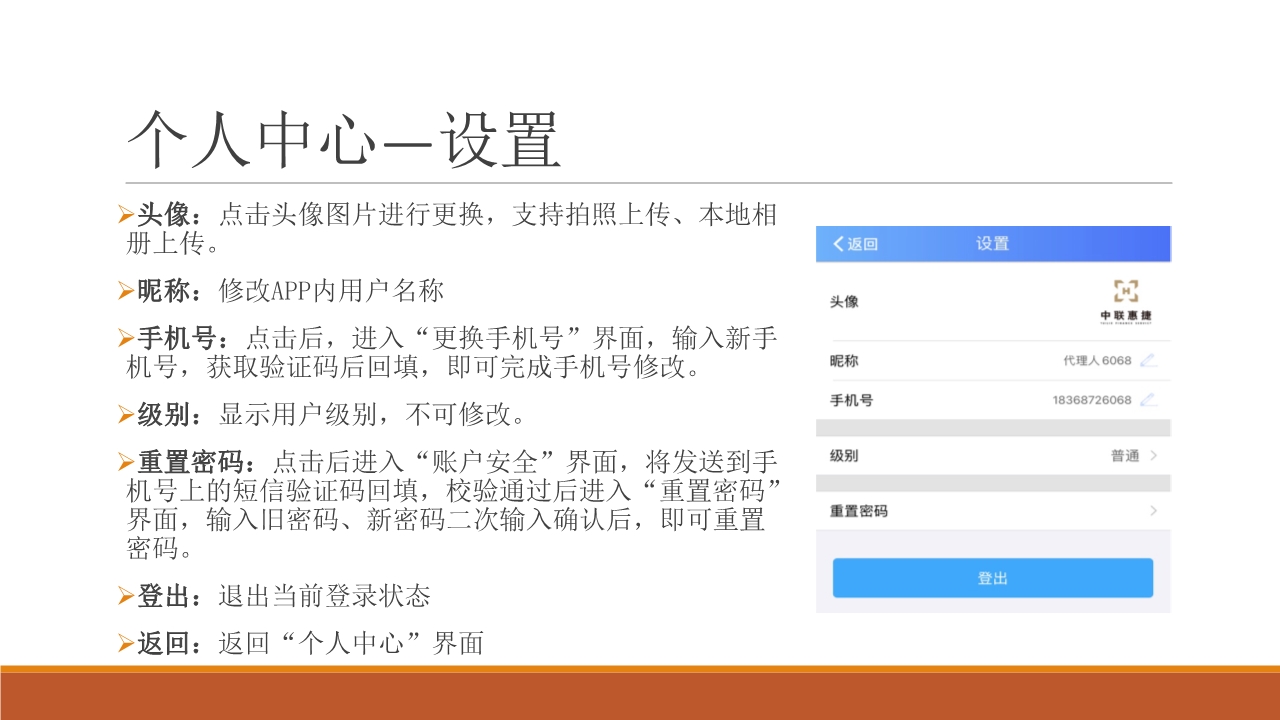 个人中心—设置
头像：点击头像图片进行更换，支持拍照上传、本地相
册上传。
昵称：修改APP内用户名称
手机号：点击后，进入“更换手机号”界面，输入新手
机号，获取验证码后回填，即可完成手机号修改。
级别：显示用户级别，不可修改。
重置密码：点击后进入“账户安全”界面，将发送到手
机号上的短信验证码回填，校验通过后进入“重置密码”
界面，输入旧密码、新密码二次输入确认后，即可重置
密码。
登出：退出当前登录状态
返回：返回“个人中心”界面
返回 设置
头像
中联惠捷
昵称 代理人6068
手机号 18368726068
级别 普通
重置密码
登出